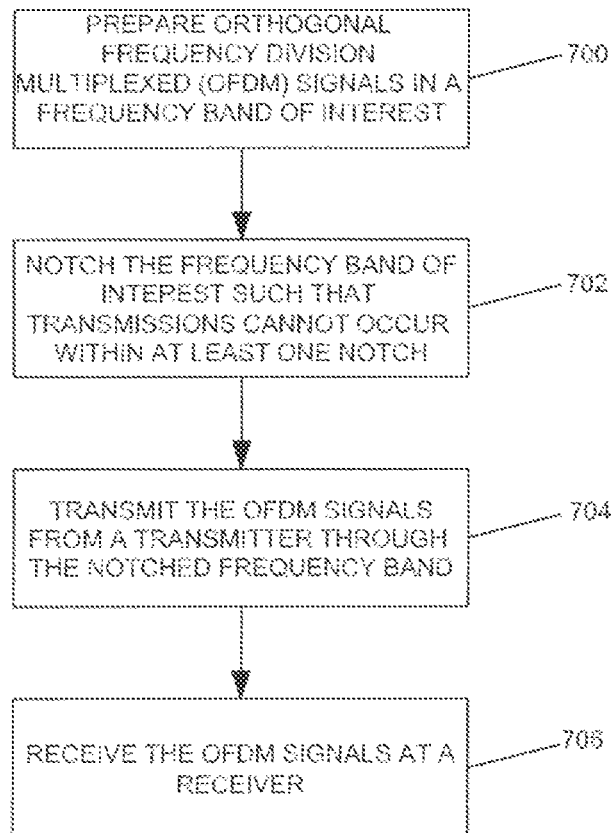 PREPARE ORTHOGONAL
FREQUENCY DIVISION
MULTIPLEXED (OFDM) SIGNALS IN A
FREQUENCY BAND OF INTEREST
700
NOTCH THE FREQUENCY BAND OF
INTEREST SUCH THAT
TRANSMISSIONS CANNOT OCCUR
WITHIN AT LEAST ONE NOTCH
702
TRANSMIT THE OFDM SIGNALS
FROM A TRANSMITTER THROUGH
THE NOTCHED FREQUENCY BAND
704
RECEIVE THE OFDM SIGNALS AT A
RECEIVER
706